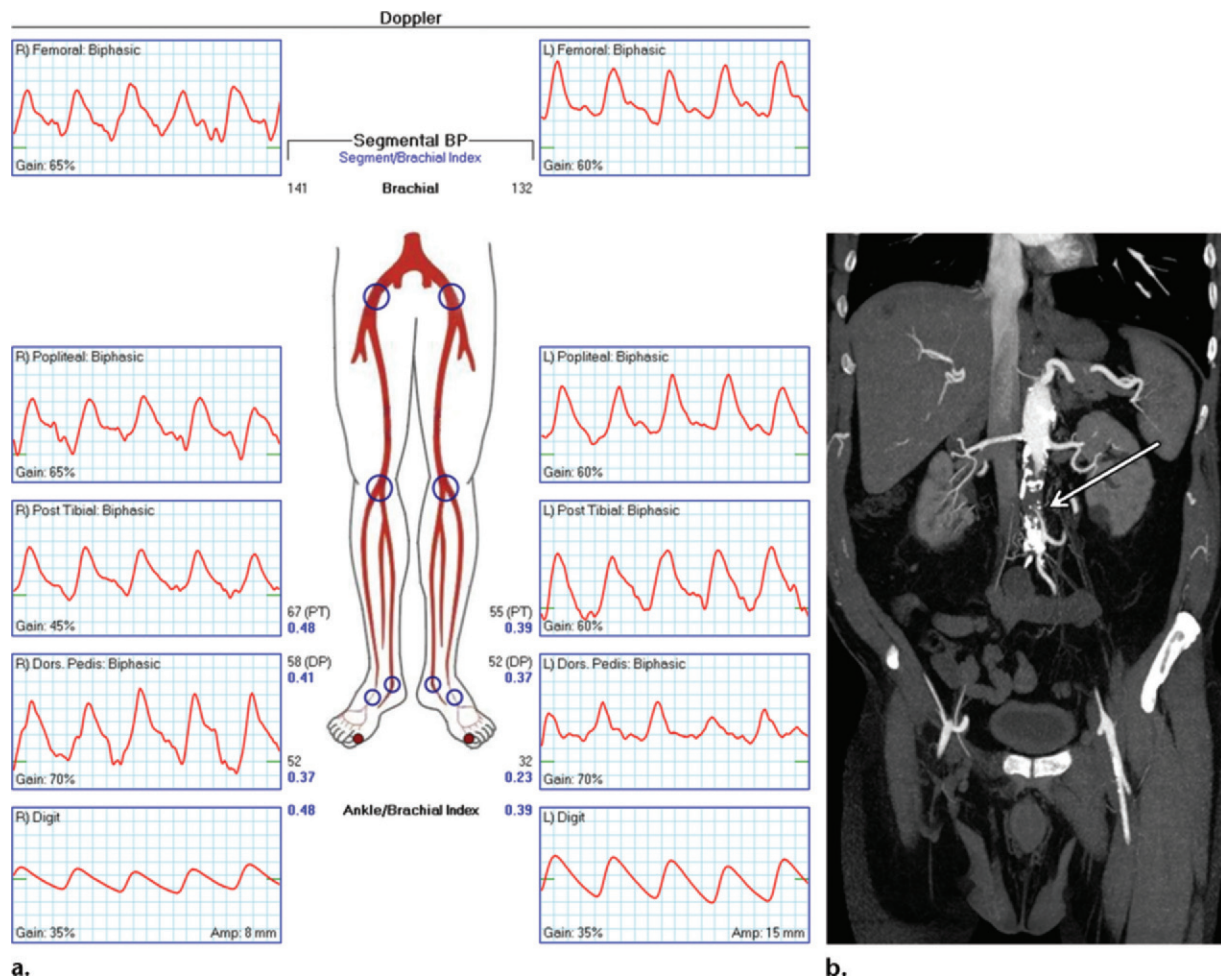 Doppler
R) Femoral: Biphasic
Gain: 65%
L) Femoral: Biphasic
Gain: 60%
Segmental BP
Segment/Brachial Index
141
Brachial
132
R) Popliteal: Biphasic
Gain: 65%
L) Popliteal: Biphasic
Gain: 60%
R) Post Tibial: Biphasic
Gain: 45%
67 (PT)
0.48
55 (PT)
0.39
L) Post Tibial: Biphasic
Gain: 60%
R) Dors. Pedis: Biphasic
Gain: 70%
58 (DP)
0.41
52 (DP)
0.37
L) Dors. Pedis: Biphasic
Gain: 70%
52
0.37
32
0.23
0.48
Ankle/Brachial Index
0.39
R) Digit
Gain: 35%
Amp: 8 mm
L) Digit
Gain: 35%
Amp: 15 mm
a.
b.